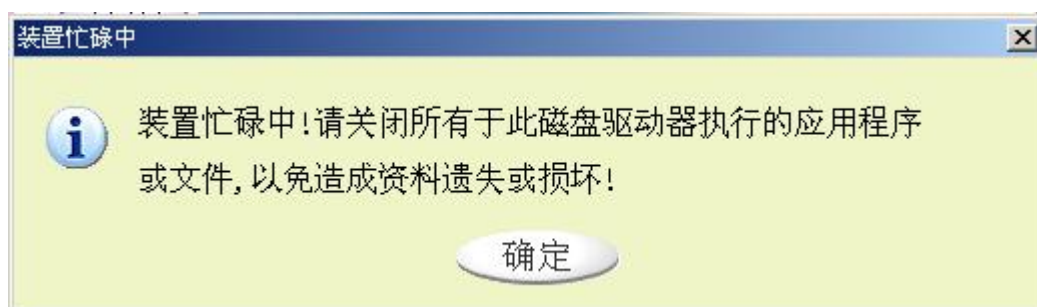 装置忙碌中
装置忙碌中!请关闭所有于此磁盘驱动器执行的应用程序
或文件,以免造成资料遗失或损坏!
确定